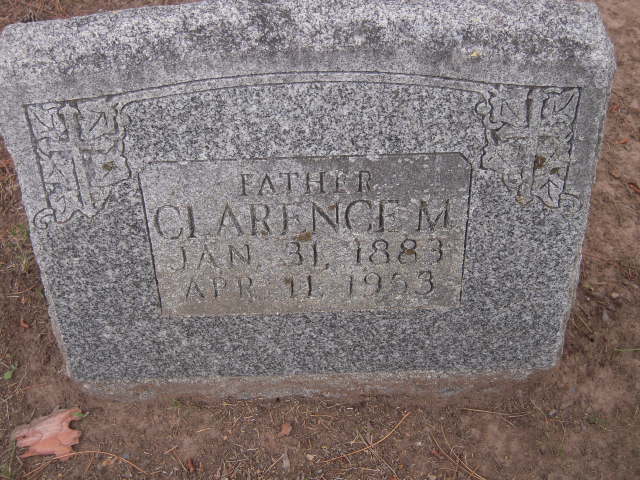 FATHER
CLARENCE M
JAN. 31, 1883
APR. 11, 1953